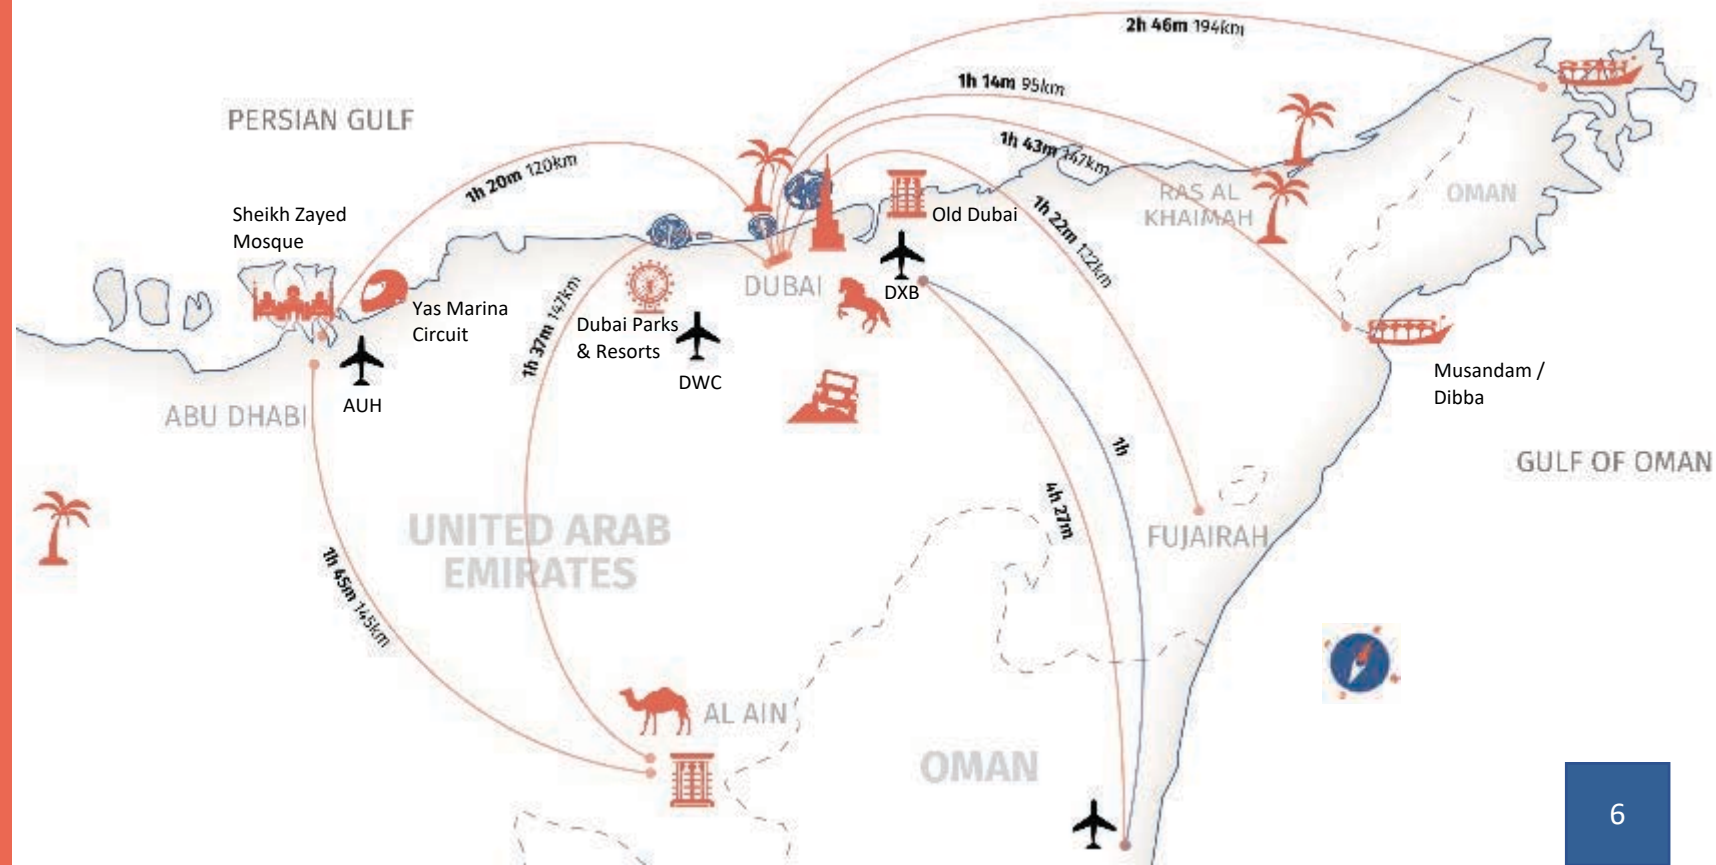 2h 46m 194km
1h 14m 95km
PERSIAN GULF
1h 43m 147km
1h 20m 120km
RAS AL
KHAIMAH
OMAN
Sheikh Zayed
Mosque
Old Dubai
1h 22m 132km
DUBAI
DXB
Yas Marina
Circuit
1h 37m 147km
Dubai Parks
& Resorts
DWC
Musandam /
Dibba
AUH
ABU DHABI
1h
GULF OF OMAN
4h 27m
UNITED ARAB
EMIRATES
FUJAIRAH
1h 45m 145km
AL AIN
OMAN
6